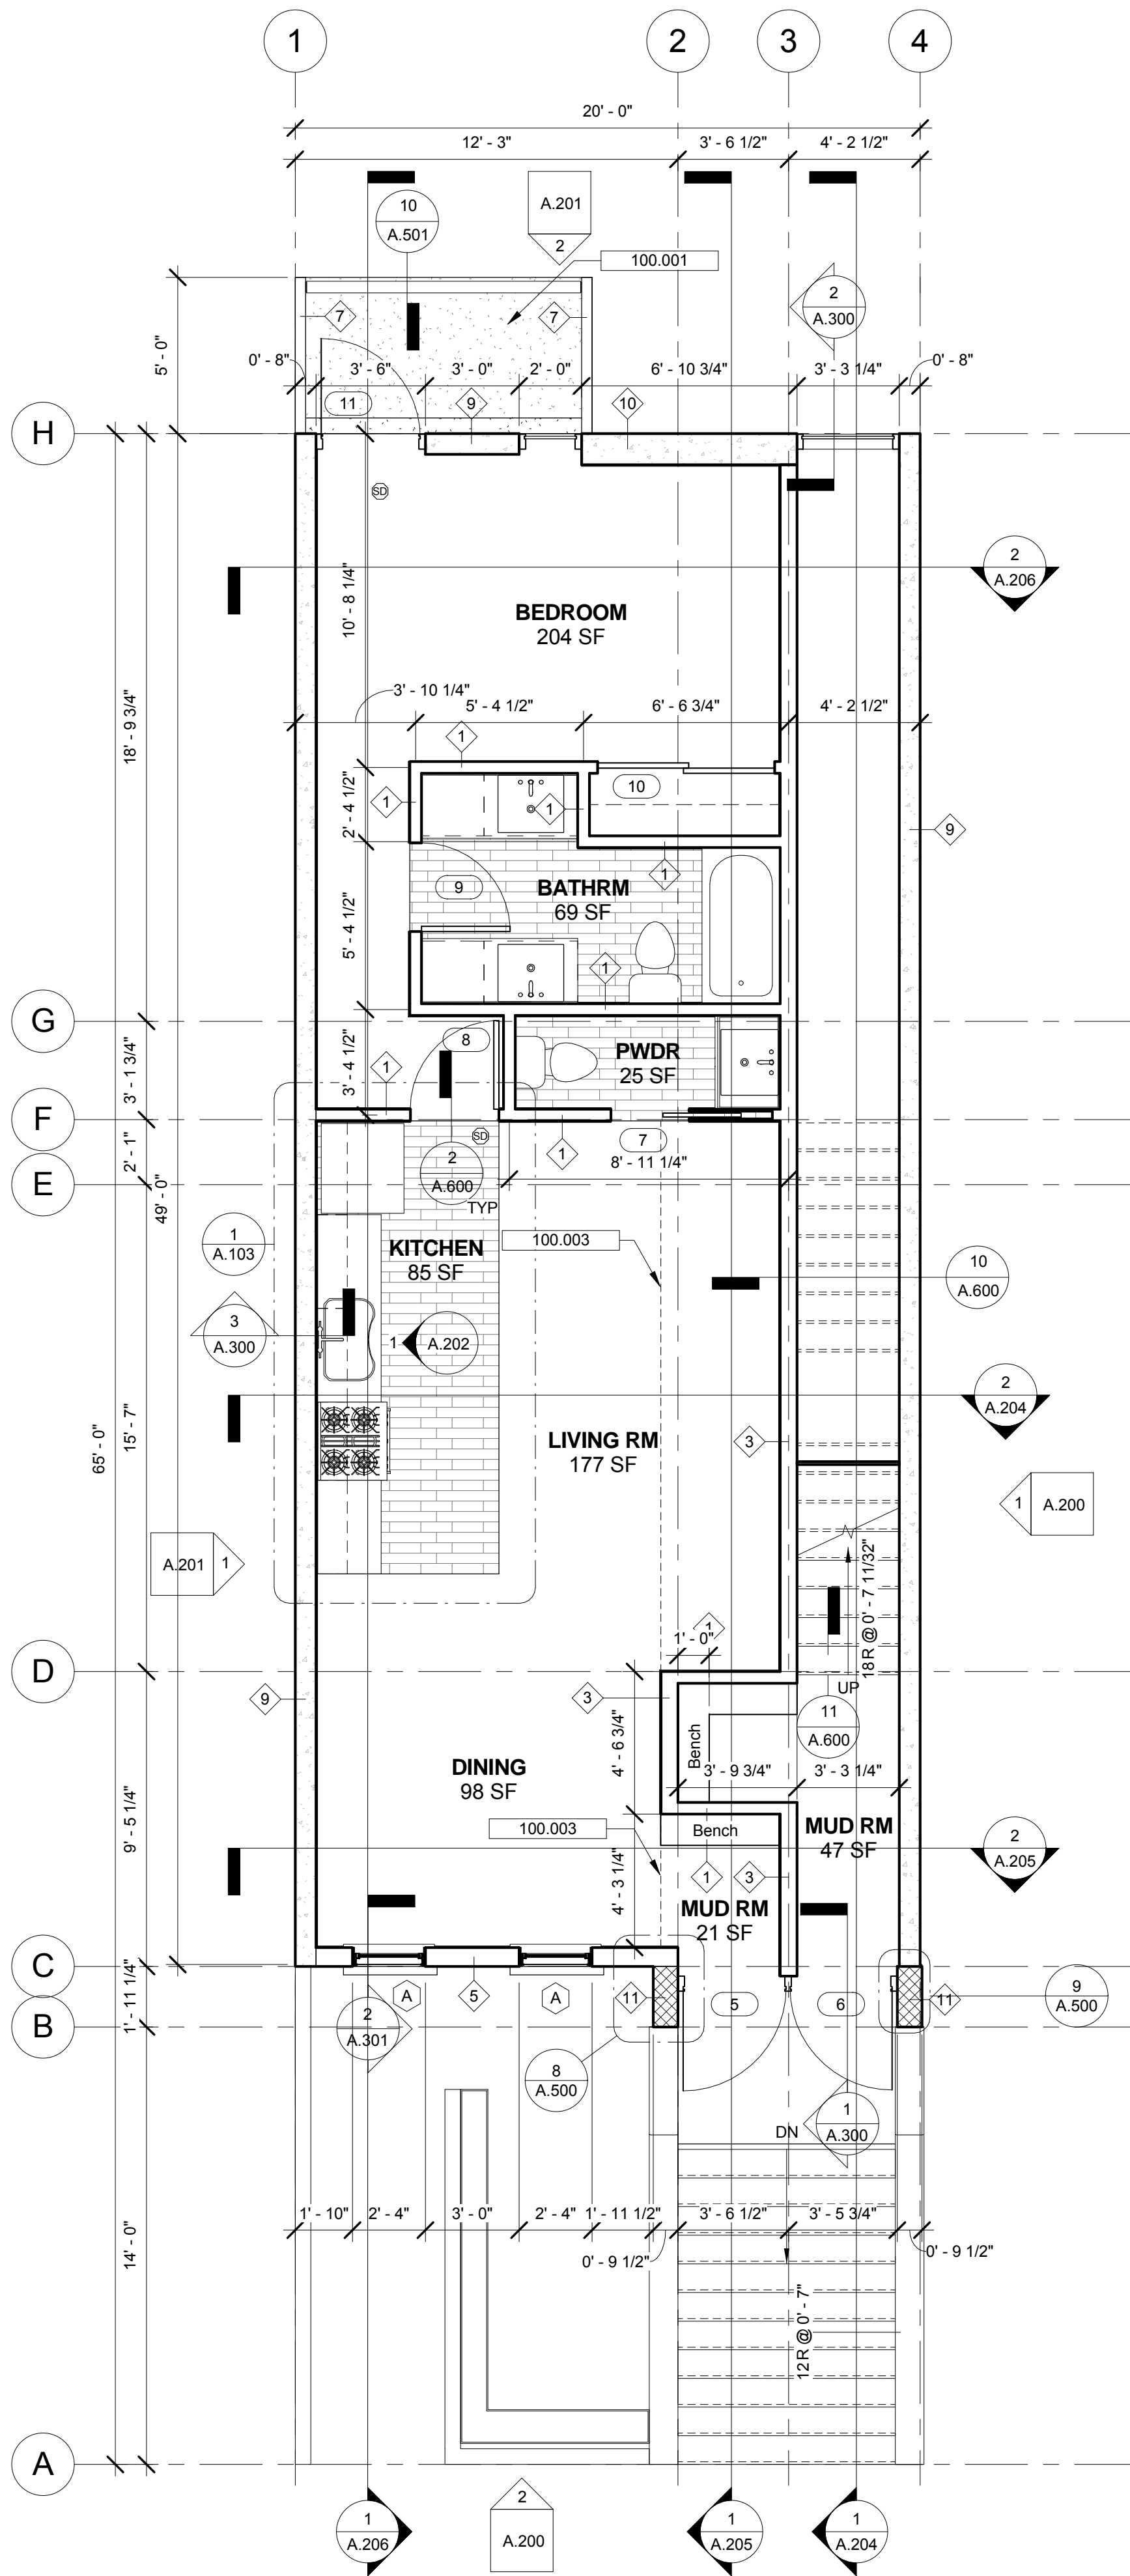 1
2
3
4
20' - 0"
12' - 3"
3' - 6 1/2"
4' - 2 1/2"
10
A.501
A.201
2
100.001
2
A.300
7
7
5' - 0"
0' - 8"
3' - 6"
3' - 0"
2' - 0"
6' - 10 3/4"
3' - 3 1/4"
0' - 8"
11
9
10
H
SD
10' - 8 1/4"
2
A.206
BEDROOM
204 SF
18' - 9 3/4"
3' - 10 1/4"
5' - 4 1/2"
6' - 6 3/4"
4' - 2 1/2"
1
2' - 4 1/2"
1
1
10
9
1
9
BATHRM
69 SF
5' - 4 1/2"
1
G
8
PWDR
25 SF
3' - 1 3/4"
3' - 4 1/2"
1
F
SD
7
1
2
A.600
TYP
8' - 11 1/4"
2' - 1"
E
49' - 0"
1
A.103
KITCHEN
85 SF
100.003
10
A.600
3
A.300
1
A.202
2
A.204
65' - 0"
15' - 7"
LIVING RM
177 SF
3
1
A.200
A.201
1
18R @ 0' - 7 11/32"
1
1' - 0"
D
9
3
UP
11
A.600
4' - 6 3/4"
Bench
3' - 9 3/4"
3' - 3 1/4"
DINING
98 SF
9' - 5 1/4"
100.003
Bench
MUD RM
47 SF
2
A.205
4' - 3 1/4"
1
3
MUD RM
21 SF
C
1' - 11 1/4"
A
5
A
11
5
6
11
9
A.500
B
2
A.301
8
A.500
1
A.300
DN
1' - 10"
2' - 4"
3' - 0"
2' - 4"
1' - 11 1/2"
3' - 6 1/2"
3' - 5 3/4"
0' - 9 1/2"
0' - 9 1/2"
14' - 0"
12R @ 0' - 7"
A
1
A.206
2
A.200
1
A.205
1
A.204